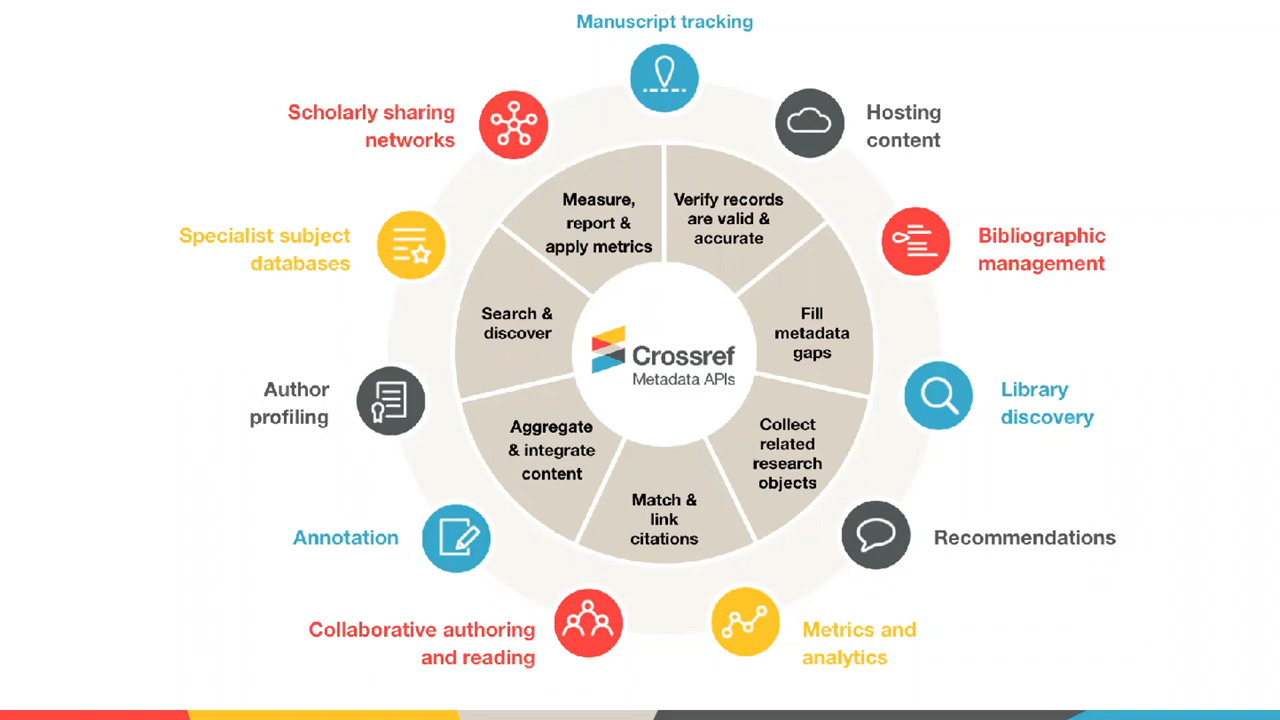 Manuscript tracking
Hosting
content
Bibliographic
management
Library
discovery
Recommendations
Metrics and
analytics
Collaborative authoring
and reading
Annotation
Author
profiling
Specialist subject
databases
Scholarly sharing
networks
Verify records
are valid &
accurate
Fill
metadata
gaps
Collect
related
research
objects
Match &
link
citations
Aggregate
& integrate
content
Search &
discover
Measure,
report &
apply metrics
Crossref
Metadata APIs